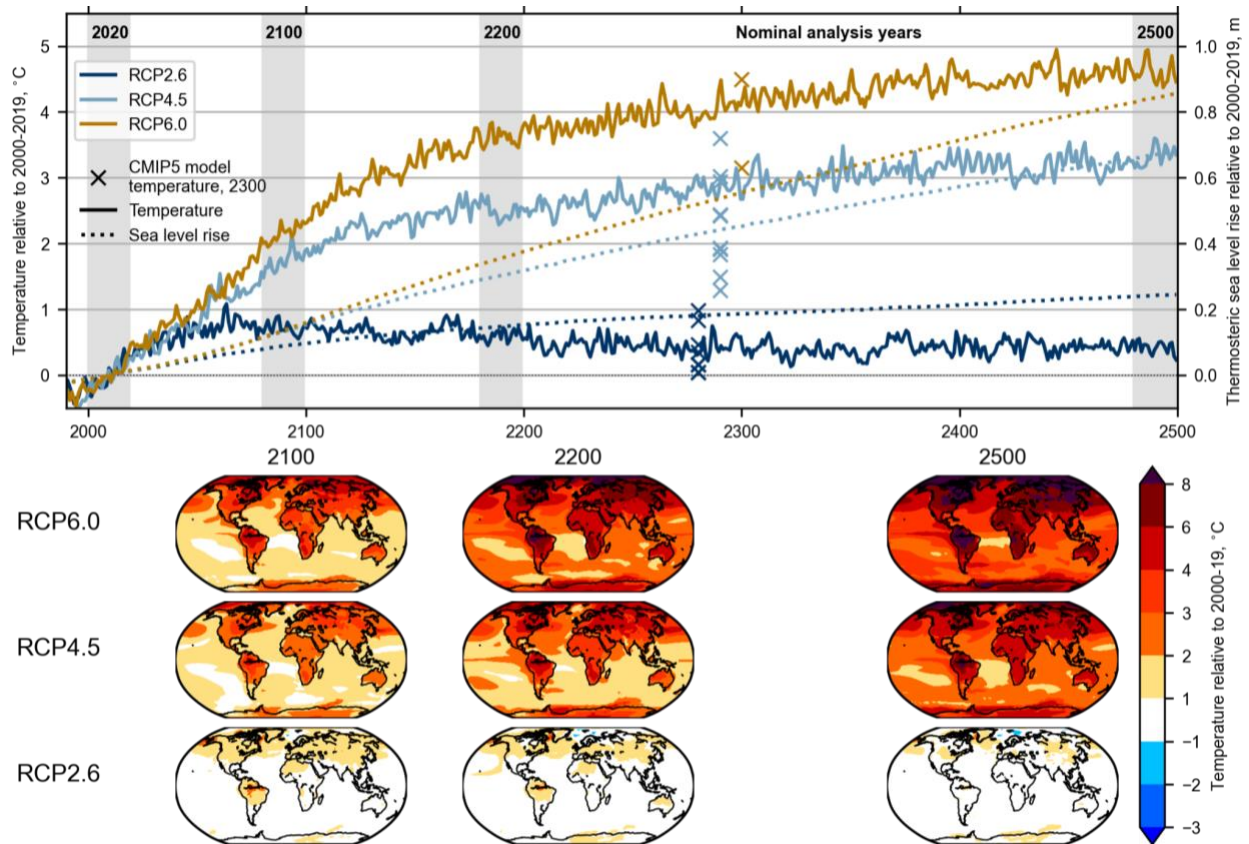 2020 2100 2200 Nominal analysis years 2500
Temperature relative to 2000-2019, °C
5
4
3
2
1
0
RCP2.6
RCP4.5
RCP6.0
CMIP5 model
temperature, 2300
Temperature
Sea level rise
1.0
0.8
0.6
0.4
0.2
0.0
Thermosteric sea level rise relative to 2000-2019, m
2000 2100 2200 2300 2400 2500
2100 2200 2500
RCP6.0
RCP4.5
RCP2.6
8
6
4
3
2
1
−1
−2
−3
Temperature relative to 2000-19, °C